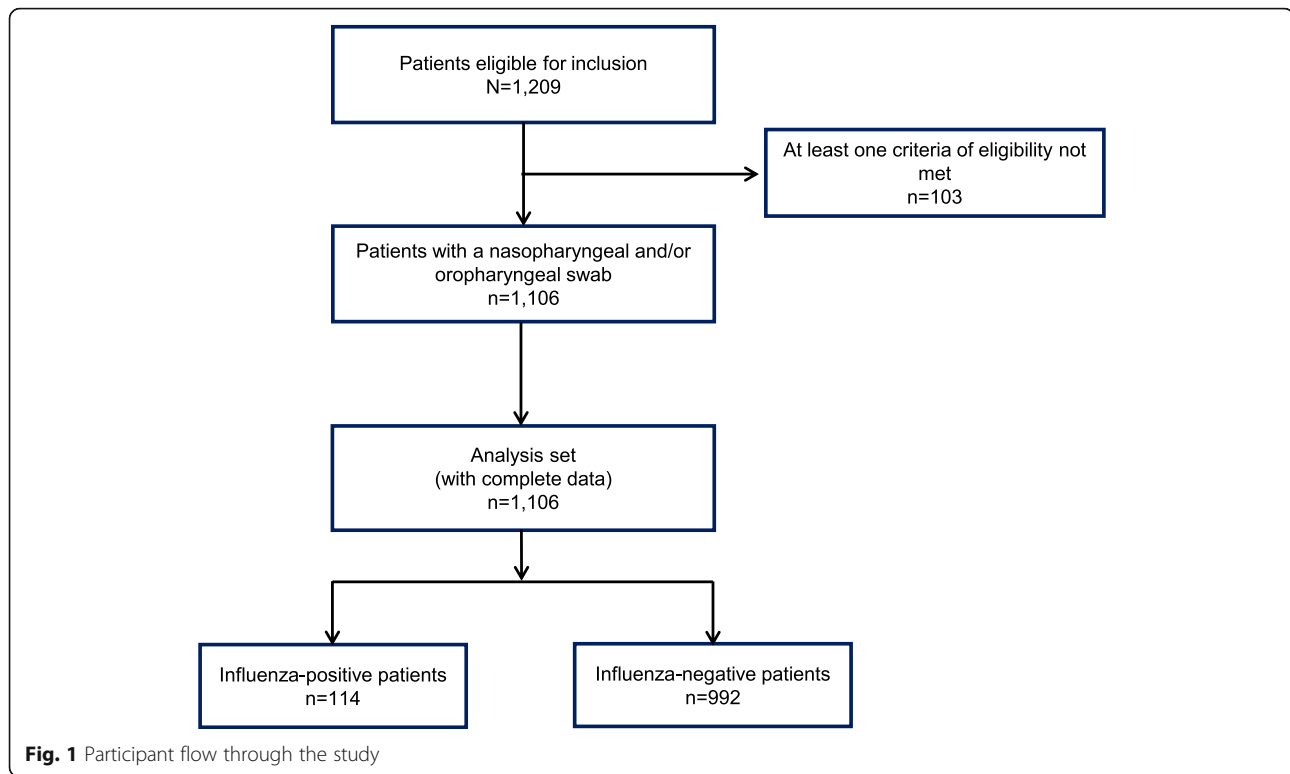 Patients eligible for inclusion
N=1,209
At least one criteria of eligibility not
met
n=103
Patients with a nasopharyngeal and/or
oropharyngeal swab
n=1,106
Analysis set
(with complete data)
n=1,106
Influenza-positive patients
n=114
Influenza-negative patients
n=992
Fig. 1 Participant flow through the study